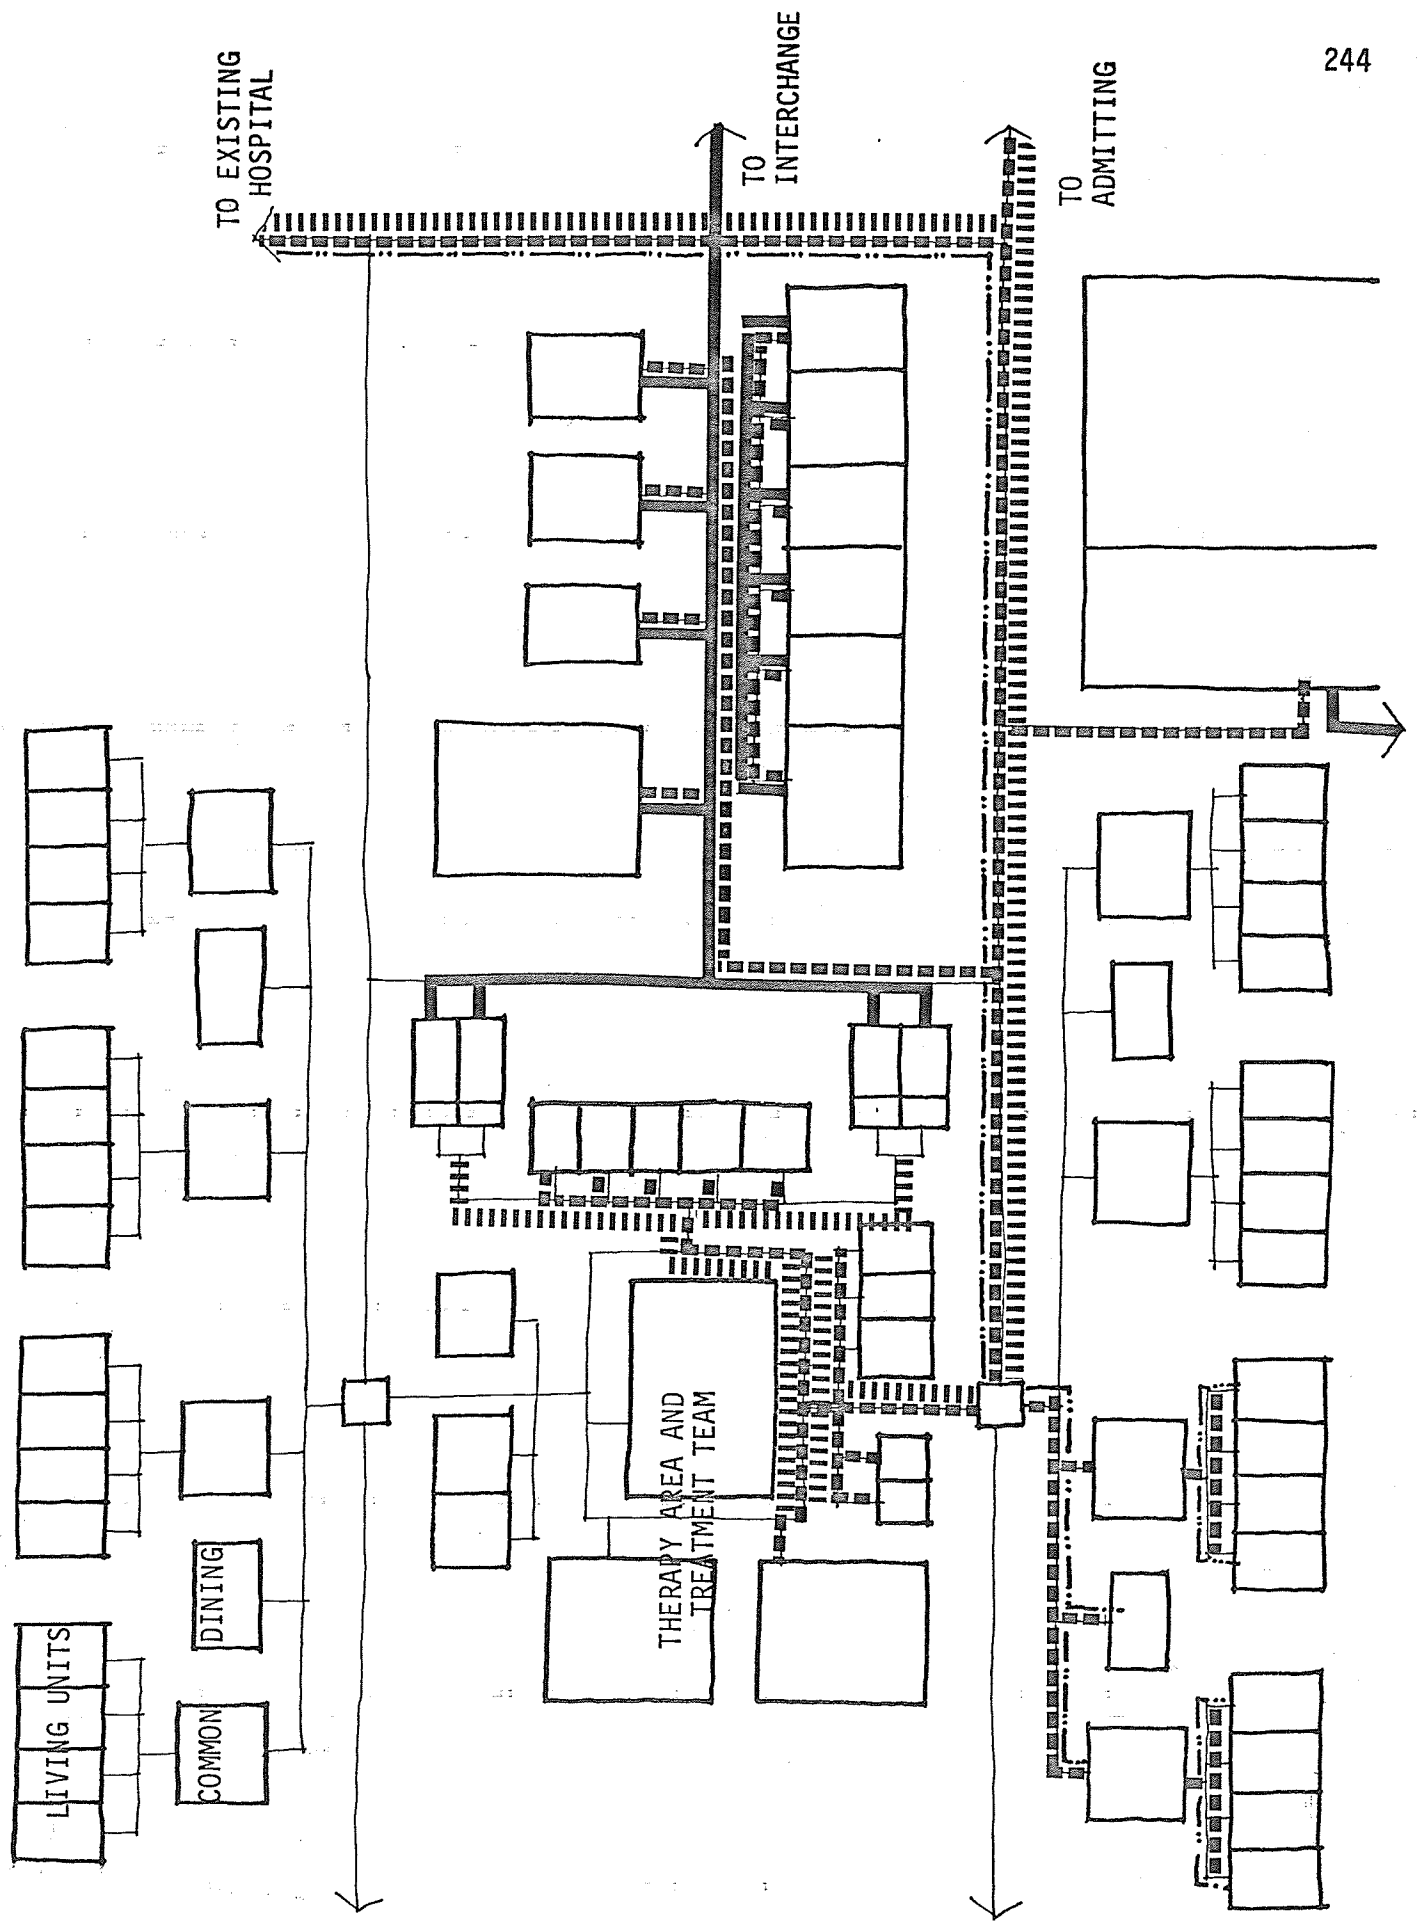 244
TO EXISTING
HOSPITAL
TO
INTERCHANGE
TO
ADMITTING
THERAPY AREA AND
TREATMENT TEAM
LIVING UNITS
DINING
COMMON